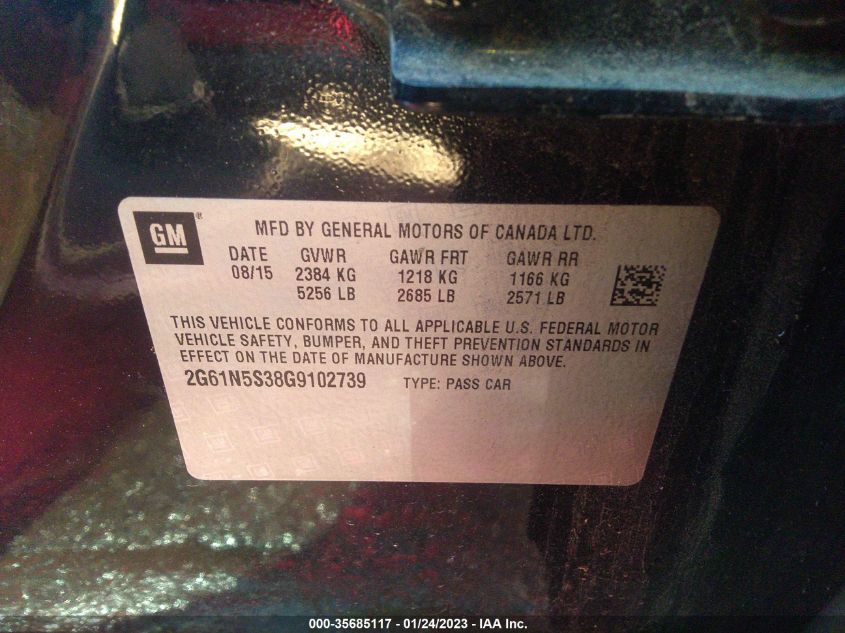 GM ®
MFD BY GENERAL MOTORS OF CANADA LTD.
DATE GVWR GAWR FRT GAWR RR
08/15 2384 KG 1218 KG 1166 KG
5256 LB 2685 LB 2571 LB
THIS VEHICLE CONFORMS TO ALL APPLICABLE U.S. FEDERAL MOTOR
VEHICLE SAFETY, BUMPER, AND THEFT PREVENTION STANDARDS IN
EFFECT ON THE DATE OF MANUFACTURE SHOWN ABOVE.
2G61N5S38G9102739 TYPE: PASS CAR
000-35685117 - 01/24/2023 - IAA Inc.